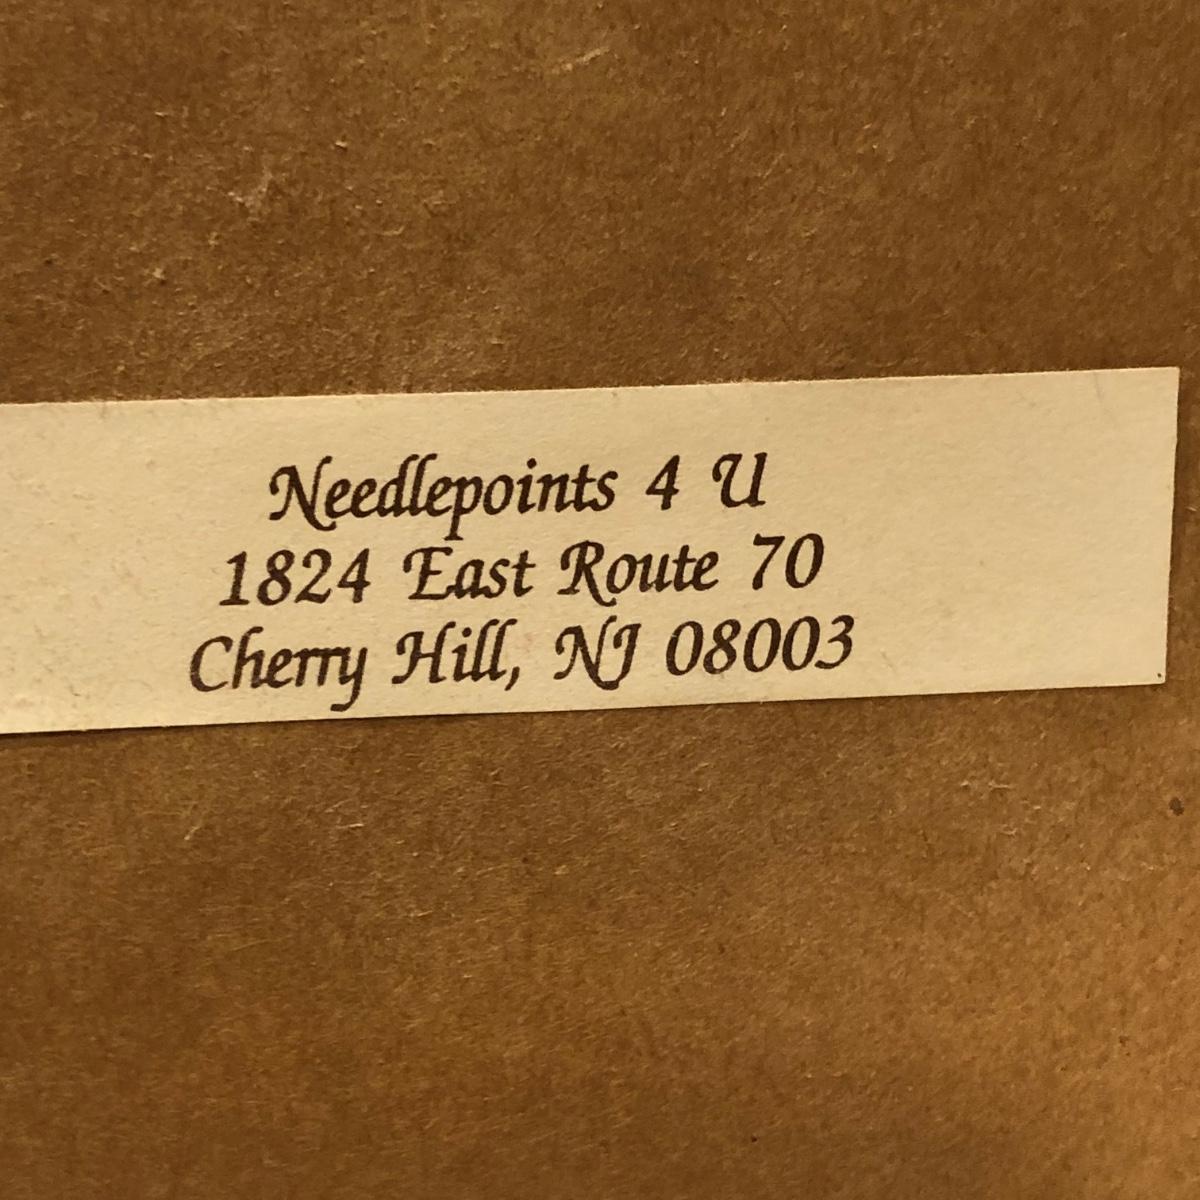 Needlepoints 4 U
1824 East Route 70
Cherry Hill, NJ 08003